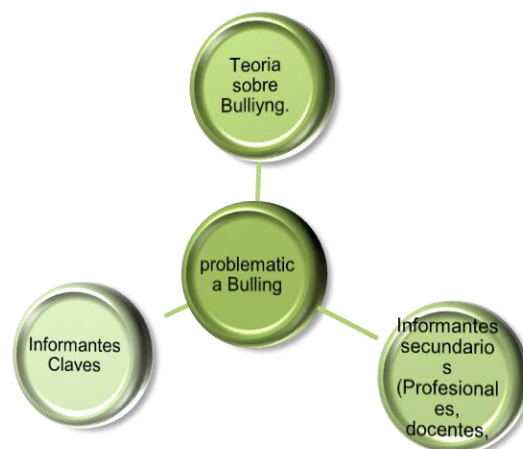 Teoria
sobre
Bulliyng.
problematic
a Bulling
Informantes
Claves
Informantes
secundario
s
(Profesional
es,
docentes,